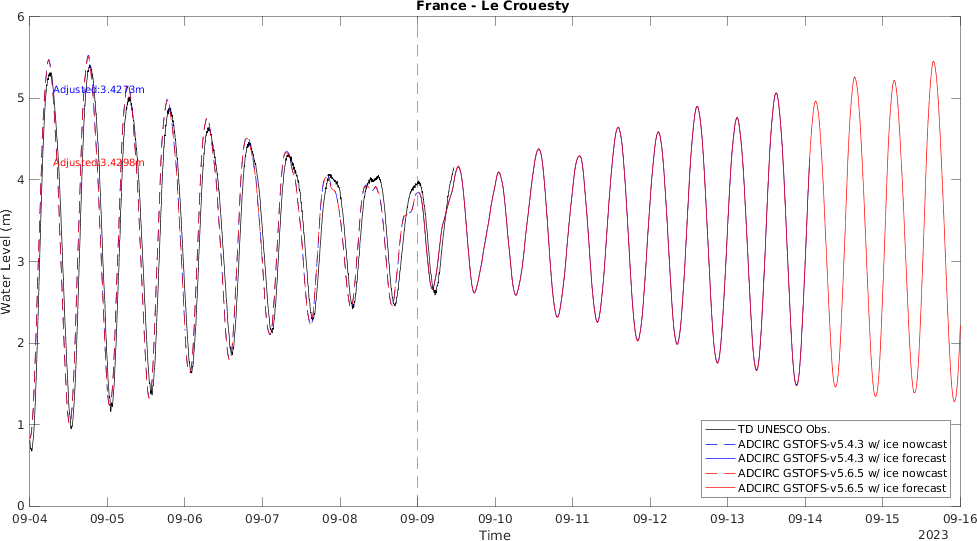 France - Le Crouesty
6
5
4
3
2
1
0
Water Level (m)
Adjusted:3.4273m
Adjusted:3.4298m
TD UNESCO Obs.
ADCIRC GSTOFS-v5.4.3 w/ ice nowcast
ADCIRC GSTOFS-v5.4.3 w/ ice forecast
ADCIRC GSTOFS-v5.6.5 w/ ice nowcast
ADCIRC GSTOFS-v5.6.5 w/ ice forecast
09-04 09-05 09-06 09-07 09-08 09-09 09-10 09-11 09-12 09-13 09-14 09-15 09-16
Time
2023